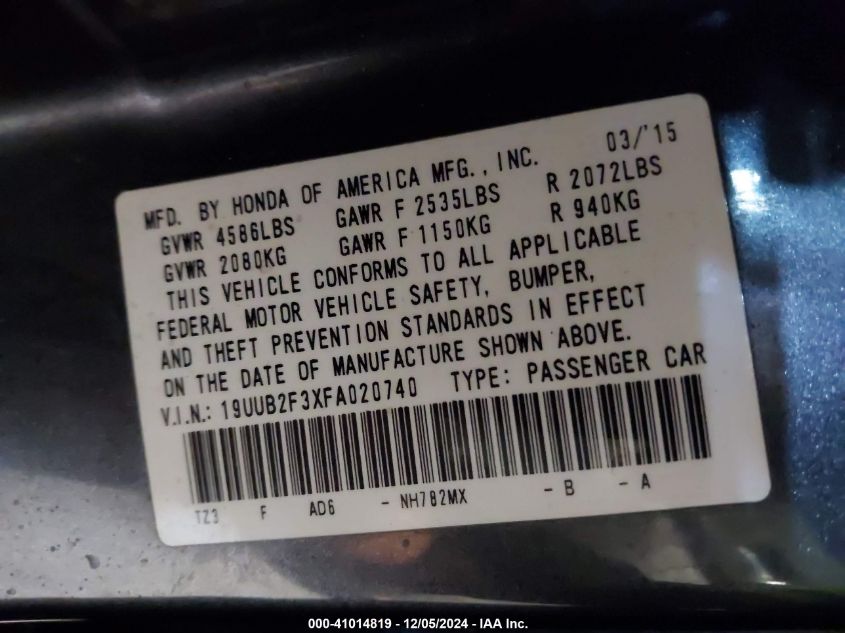 MFD. BY HONDA OF AMERICA MFG., INC. 03/'15
GVWR 4586LBS GAWR F 2535LBS R 2072LBS
GVWR 2080KG GAWR F 1150KG R 940KG
THIS VEHICLE CONFORMS TO ALL APPLICABLE
FEDERAL MOTOR VEHICLE SAFETY, BUMPER,
AND THEFT PREVENTION STANDARDS IN EFFECT
ON THE DATE OF MANUFACTURE SHOWN ABOVE.
V.I.N.: 19UUB2F3XFA020740 TYPE: PASSENGER CAR
TZ3 F AD6 - NH782MX - B - A
000-41014819 / 12/05/2024 - IAA Inc.